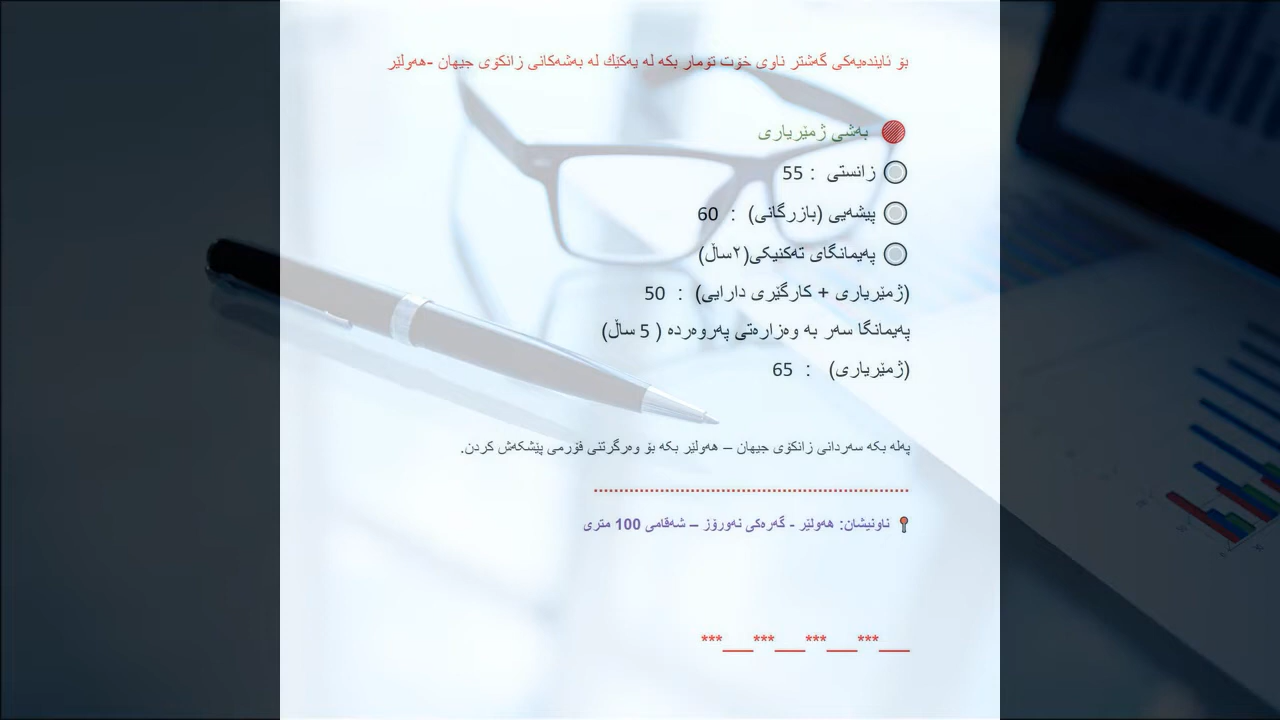 بۆ ئایندەیەکی گەشتر ناوی خۆت تۆمار بکە لە یەکێك لە بەشەکانی زانکۆی جیهان -هەولێر
بەشی ژمێریاری
زانستی : 55
پیشەیی (بازرگانی) : 60
پەیمانگای تەکنیکی(٢ساڵ)
(ژمێریاری + کارگێری دارایی) : 50
پەیمانگا سەر بە وەزارەتی پەروەردە ( 5 ساڵ)
(ژمێریاری) : 65
پەلە بکە سەردانی زانکۆی جیهان – هەولێر بکە بۆ وەرگرتنی فۆرمی پێشکەش کردن.
ناونیشان: هەولێر - گەرەکی نەورۆز – شەقامی 100 متری
___***___***___***___***